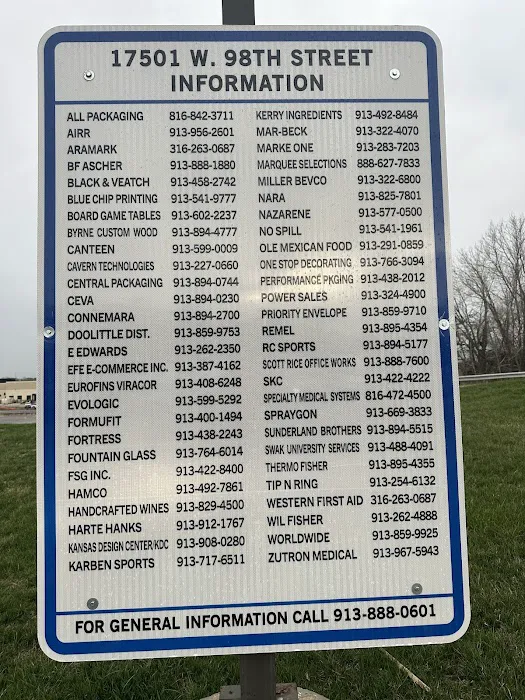 17501 W. 98TH STREET
INFORMATION
ALL PACKAGING 816-842-3711
AIRR 913-956-2601
ARAMARK 316-263-0687
BF ASCHER 913-888-1880
BLACK & VEATCH 913-458-2742
BLUE CHIP PRINTING 913-541-9777
BOARD GAME TABLES 913-602-2237
BYRNE CUSTOM WOOD 913-894-4777
CANTEEN 913-599-0009
CAVERN TECHNOLOGIES 913-227-0660
CENTRAL PACKAGING 913-894-0744
CEVA 913-894-0230
CONNEMARA 913-894-2700
DOOLITTLE DIST. 913-859-9753
E EDWARDS 913-262-2350
EFE E-COMMERCE INC. 913-387-4162
EUROFINS VIRACOR 913-408-6248
EVOLOGIC 913-599-5292
FORMUFIT 913-400-1494
FORTRESS 913-438-2243
FOUNTAIN GLASS 913-764-6014
FSG INC. 913-422-8400
HAMCO 913-492-7861
HANDCRAFTED WINES 913-829-4500
HARTE HANKS 913-912-1767
KANSAS DESIGN CENTER/KDC 913-908-0280
KARBEN SPORTS 913-717-6511
KERRY INGREDIENTS 913-492-8484
MAR-BECK 913-322-4070
MARKE ONE 913-283-7203
MARQUEE SELECTIONS 888-627-7833
MILLER BEVCO 913-322-6800
NARA 913-825-7801
NAZARENE 913-577-0500
NO SPILL 913-541-1961
OLE MEXICAN FOOD 913-291-0859
ONE STOP DECORATING 913-766-3094
PERFORMANCE PKGING 913-438-2012
POWER SALES 913-324-4900
PRIORITY ENVELOPE 913-859-9710
REMEL 913-895-4354
RC SPORTS 913-894-5177
SCOTT RICE OFFICE WORKS 913-888-7600
SKC 913-422-4222
SPECIALTY MEDICAL SYSTEMS 816-472-4500
SPRAYGON 913-669-3833
SUNDERLAND BROTHERS 913-894-5515
SWAK UNIVERSITY SERVICES 913-488-4091
THERMO FISHER 913-895-4355
TIP N RING 913-254-6132
WESTERN FIRST AID 316-263-0687
WIL FISHER 913-262-4888
WORLDWIDE 913-859-9925
ZUTRON MEDICAL 913-967-5943
FOR GENERAL INFORMATION CALL 913-888-0601